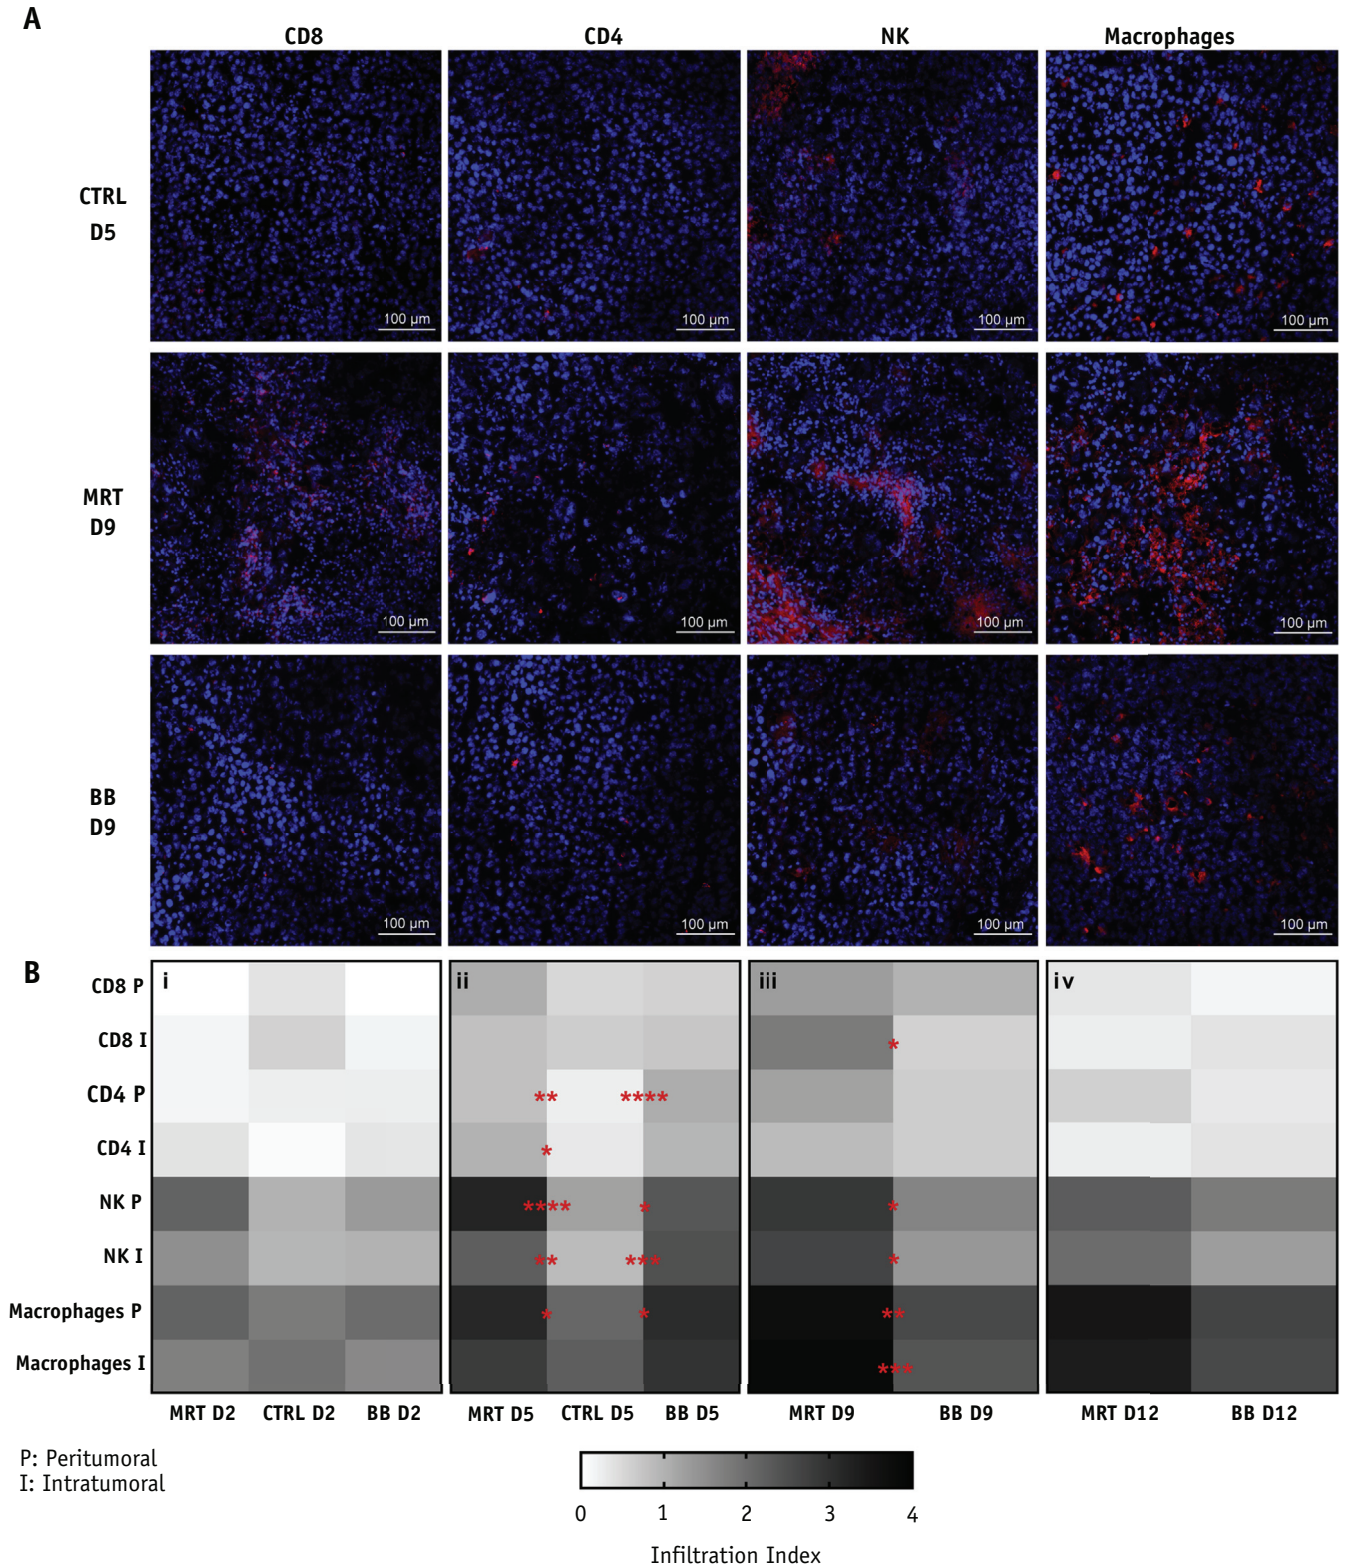 A
CD8 CD4 NK Macrophages
CTRL
D5
100 µm 100 µm 100 µm 100 µm
MRT
D9
100 µm 100 µm 100 µm 100 µm
BB
D9
100 µm 100 µm 100 µm 100 µm
B
i ii iii iv
CD8 P
CD8 I *
CD4 P ** ****
CD4 I *
NK P **** * *
NK I ** *** *
Macrophages P * * **
Macrophages I ***
MRT D2 CTRL D2 BB D2 MRT D5 CTRL D5 BB D5 MRT D9 BB D9 MRT D12 BB D12
P: Peritumoral
I: Intratumoral
0 1 2 3 4
Infiltration Index